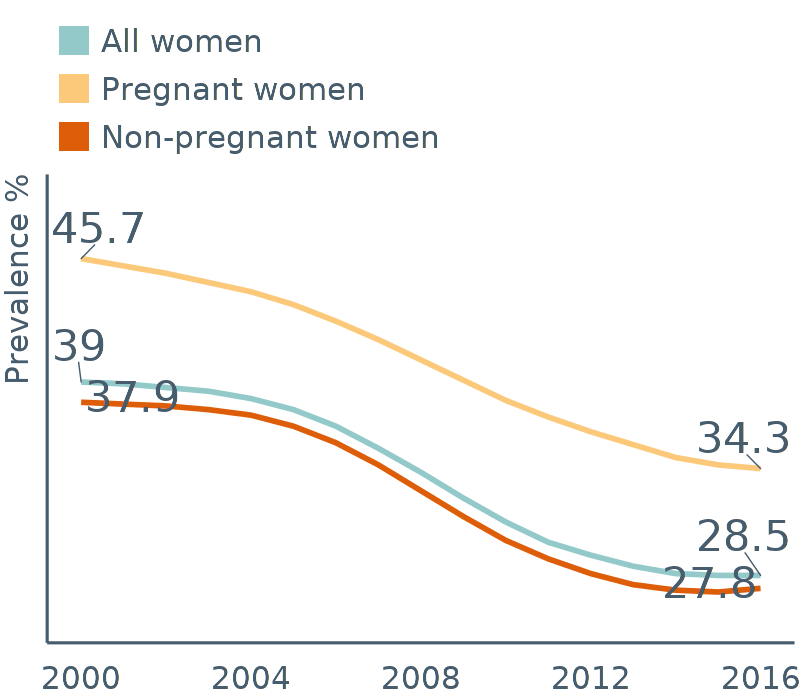 All women
Pregnant women
Non-pregnant women
Prevalence %
45.7
39
37.9
34.3
28.5
27.8
2000 2004 2008 2012 2016